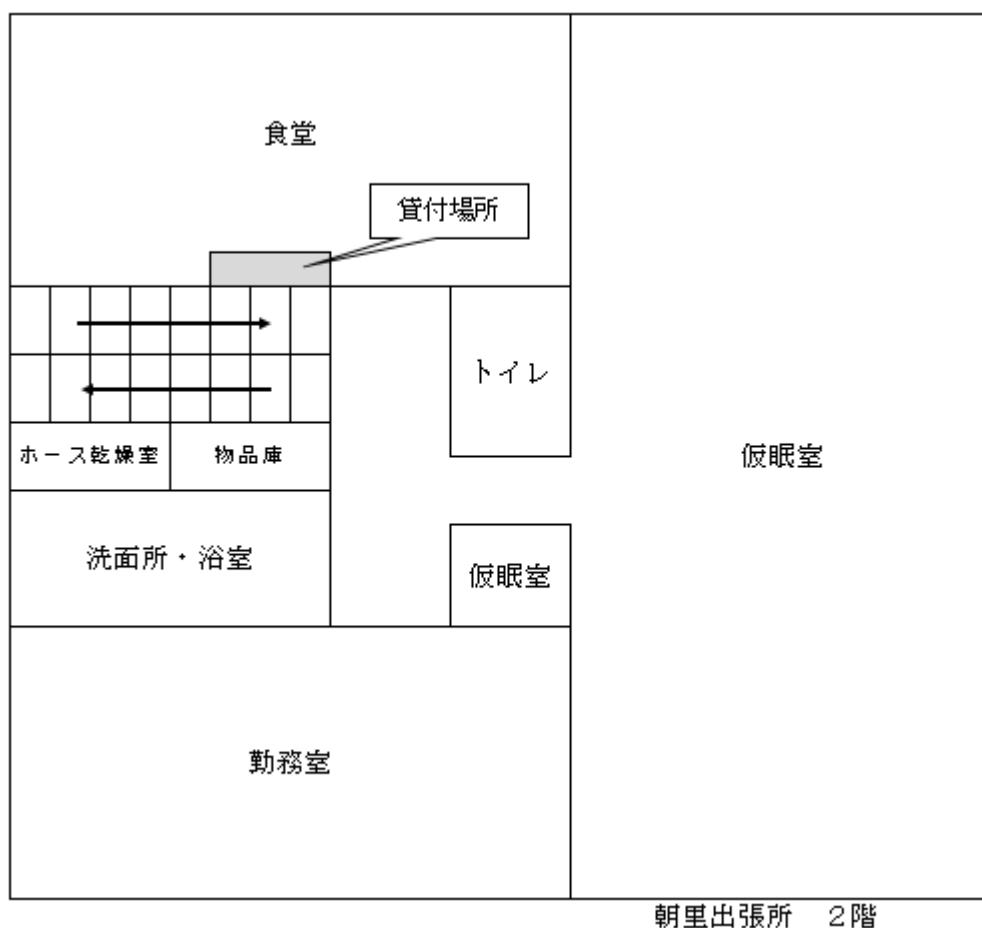 食堂
貸付場所
トイレ
ホース乾燥室
物品庫
仮眠室
洗面所・浴室
仮眠室
勤務室
朝里出張所　２階